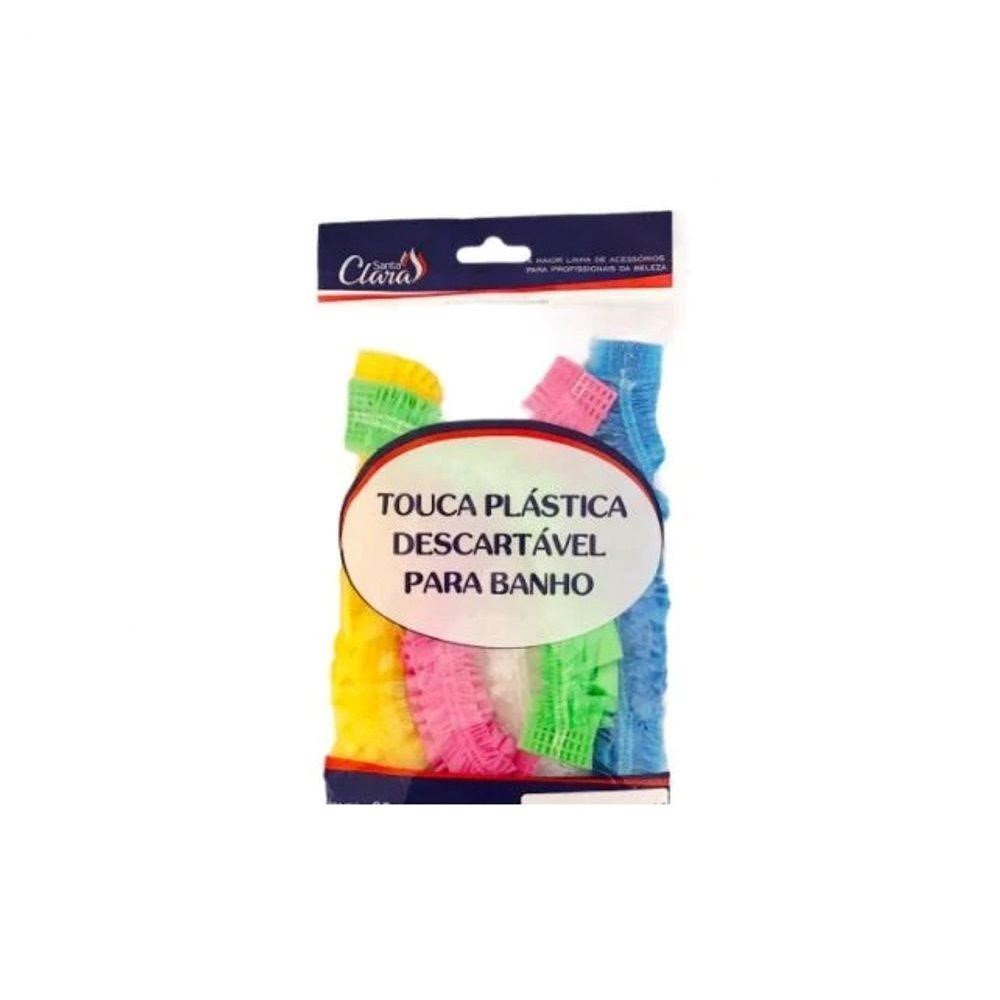 Santa
Clara
A MAIOR LINHA DE ACESSÓRIOS
PARA PROFISSIONAIS DA BELEZA
TOUCA PLÁSTICA
DESCARTÁVEL
PARA BANHO